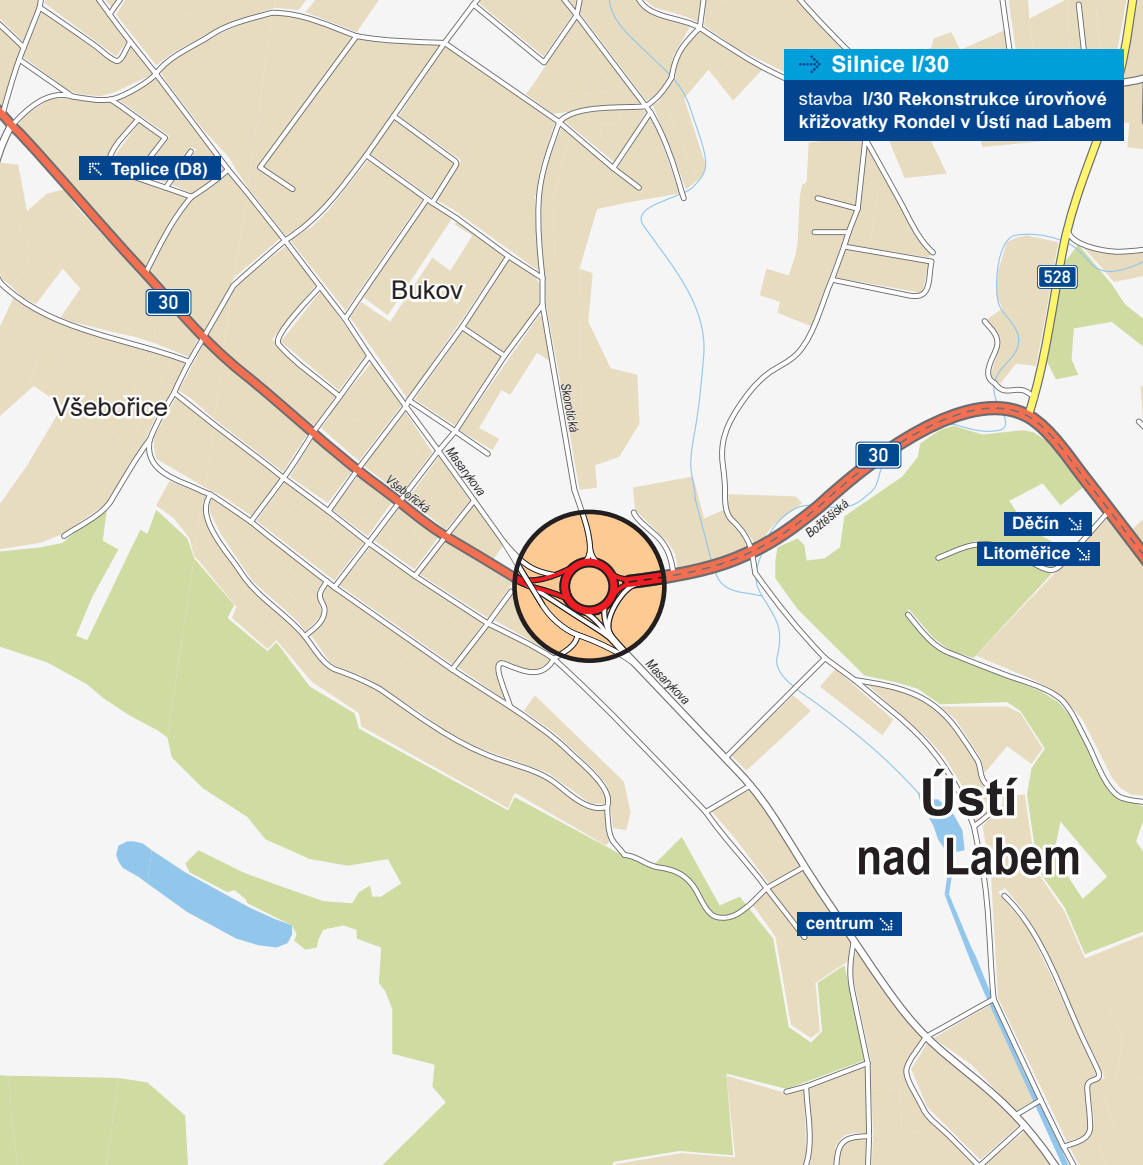 Silnice I/30
stavba I/30 Rekonstrukce úrovňové
křižovatky Rondel v Ústí nad Labem
Teplice (D8)
528
Bukov
30
Skorotická
Všebořice
30
Masarykova
Všebořická
Božtěšická
Děčín
Litoměřice
Masarykova
Ústí
nad Labem
centrum